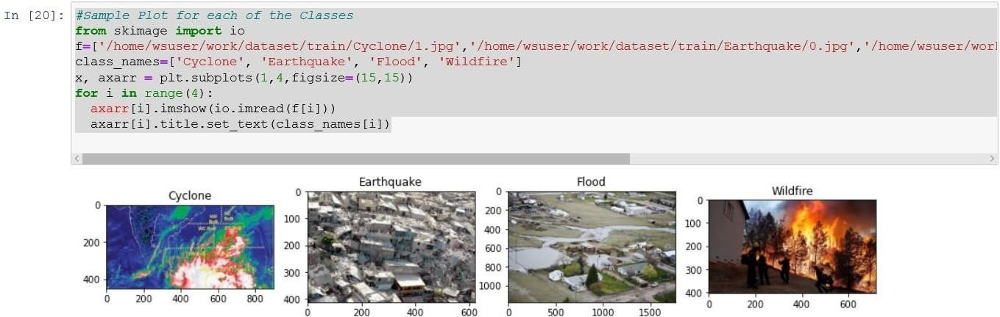 In [20]: #Sample Plot for each of the Classes
from skimage import io
f=['/home/wsuser/work/dataset/train/Cyclone/1.jpg','/home/wsuser/work/dataset/train/Earthquake/0.jpg','/home/wsuser/wor
class_names=['Cyclone', 'Earthquake', 'Flood', 'Wildfire']
x, axarr = plt.subplots(1,4,figsize=(15,15))
for i in range(4):
  axarr[i].imshow(io.imread(f[i]))
  axarr[i].title.set_text(class_names[i])
Cyclone
0
200
400
NW BoB
WC BoB
0 200 400 600 800
Earthquake
0
100
200
300
400
0 200 400 600
Flood
0
200
400
600
800
1000
0 500 1000 1500
Wildfire
0
100
200
300
400
0 200 400 600